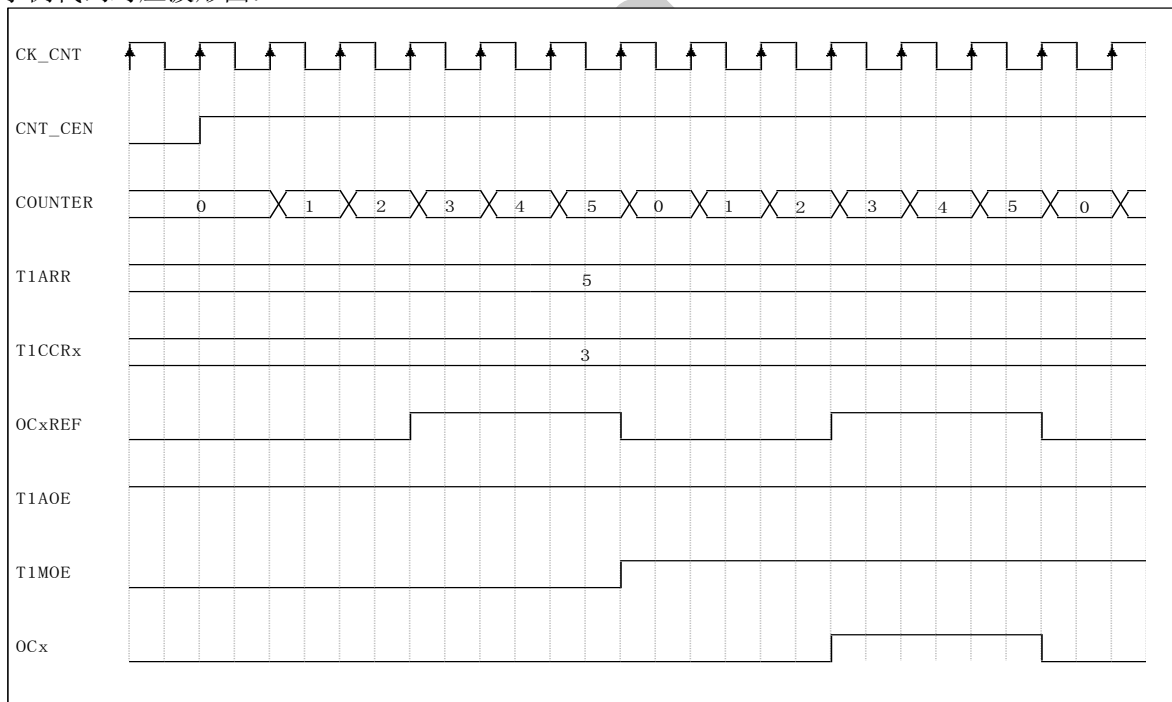 CK_CNT
CNT_CEN
COUNTER 0 1 2 3 4 5 0 1 2 3 4 5 0
T1ARR 5
T1CCRx 3
OCxREF
T1AOE
T1MOE
OCx